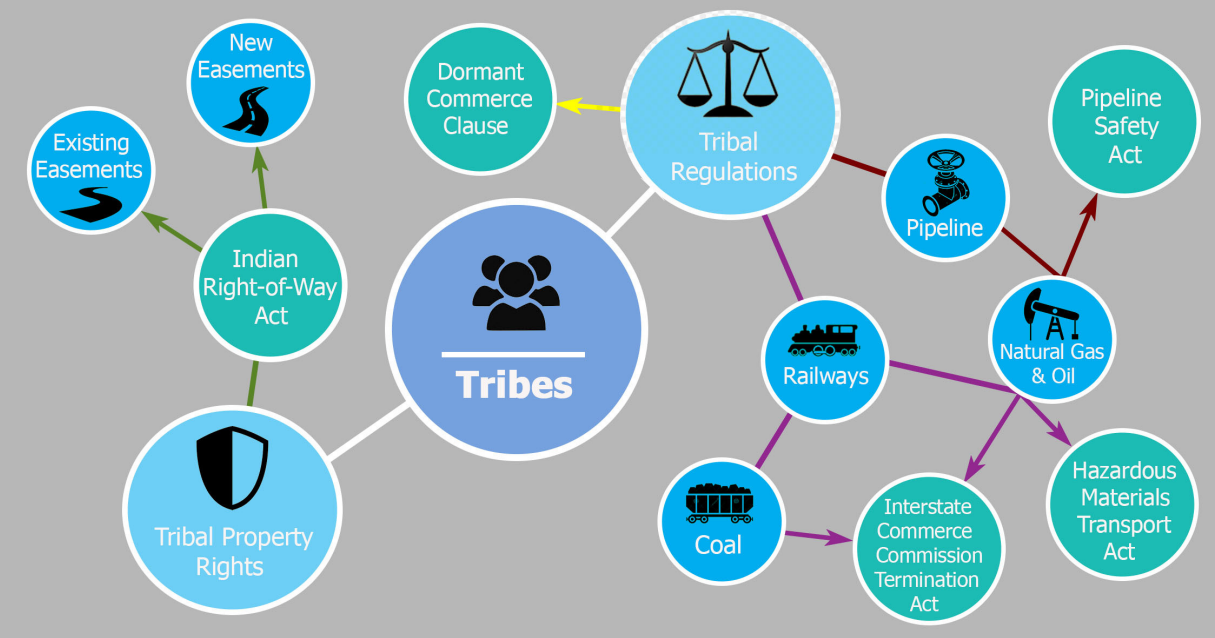 New
Easements
Existing
Easements
Indian
Right-of-Way
Act
Tribal Property
Rights
Tribes
Dormant
Commerce
Clause
Tribal
Regulations
Pipeline
Pipeline
Safety
Act
Natural Gas
& Oil
Railways
Coal
Interstate
Commerce
Commission
Termination
Act
Hazardous
Materials
Transport
Act